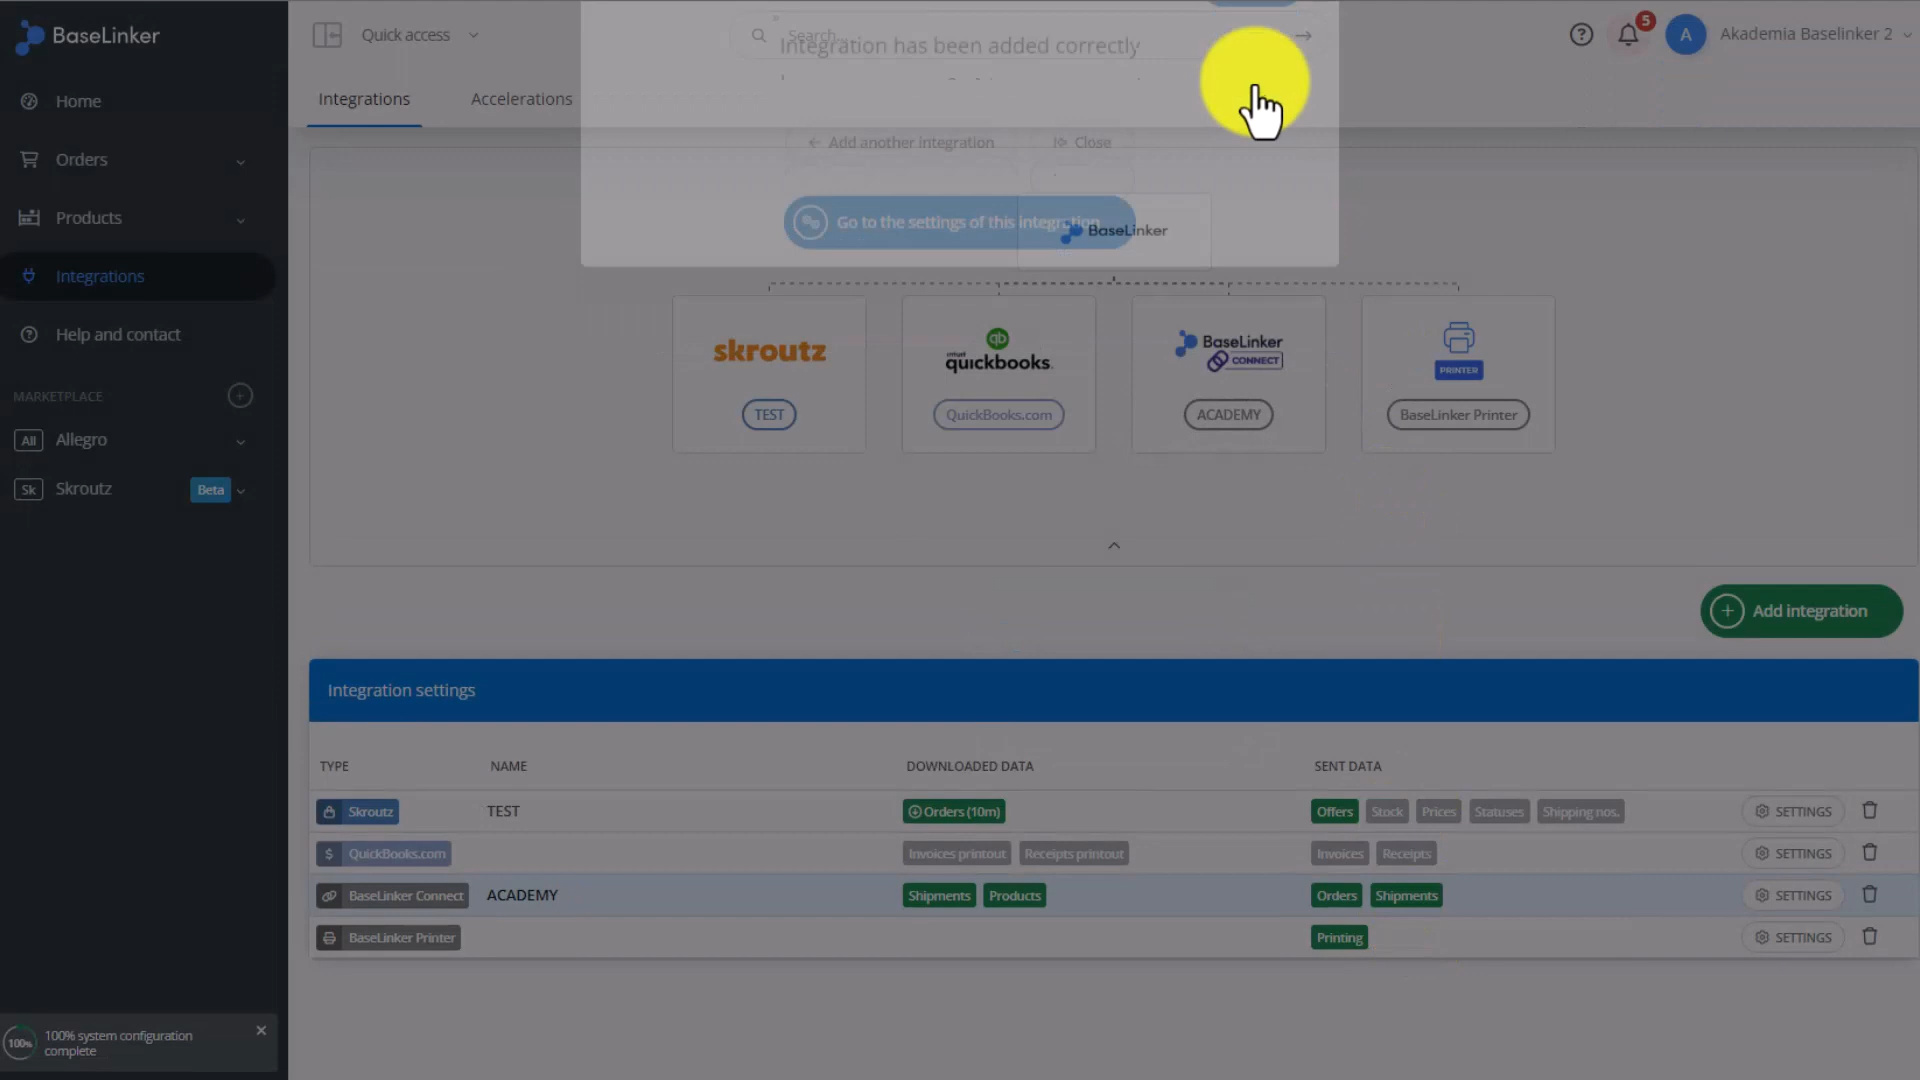 BaseLinker
Quick access
Search...
5
A
Akademia Baselinker 2
Integration has been added correctly
Home
Integrations
Accelerations
Add another integration
Close
Orders
Products
Go to the settings of this integration
BaseLinker
Integrations
Help and contact
skroutz
intuit
qb
quickbooks.
BaseLinker
CONNECT
PRINTER
TEST
QuickBooks.com
ACADEMY
BaseLinker Printer
MARKETPLACE
All Allegro
Sk Skroutz Beta
Add integration
Integration settings
TYPE NAME DOWNLOADED DATA SENT DATA
Skroutz TEST Orders (10m) Offers Stock Prices Statuses Shipping nos. SETTINGS
$ QuickBooks.com Invoices printout Receipts printout Invoices Receipts SETTINGS
BaseLinker Connect ACADEMY Shipments Products Orders Shipments SETTINGS
BaseLinker Printer Printing SETTINGS
100%
100% system configuration
complete